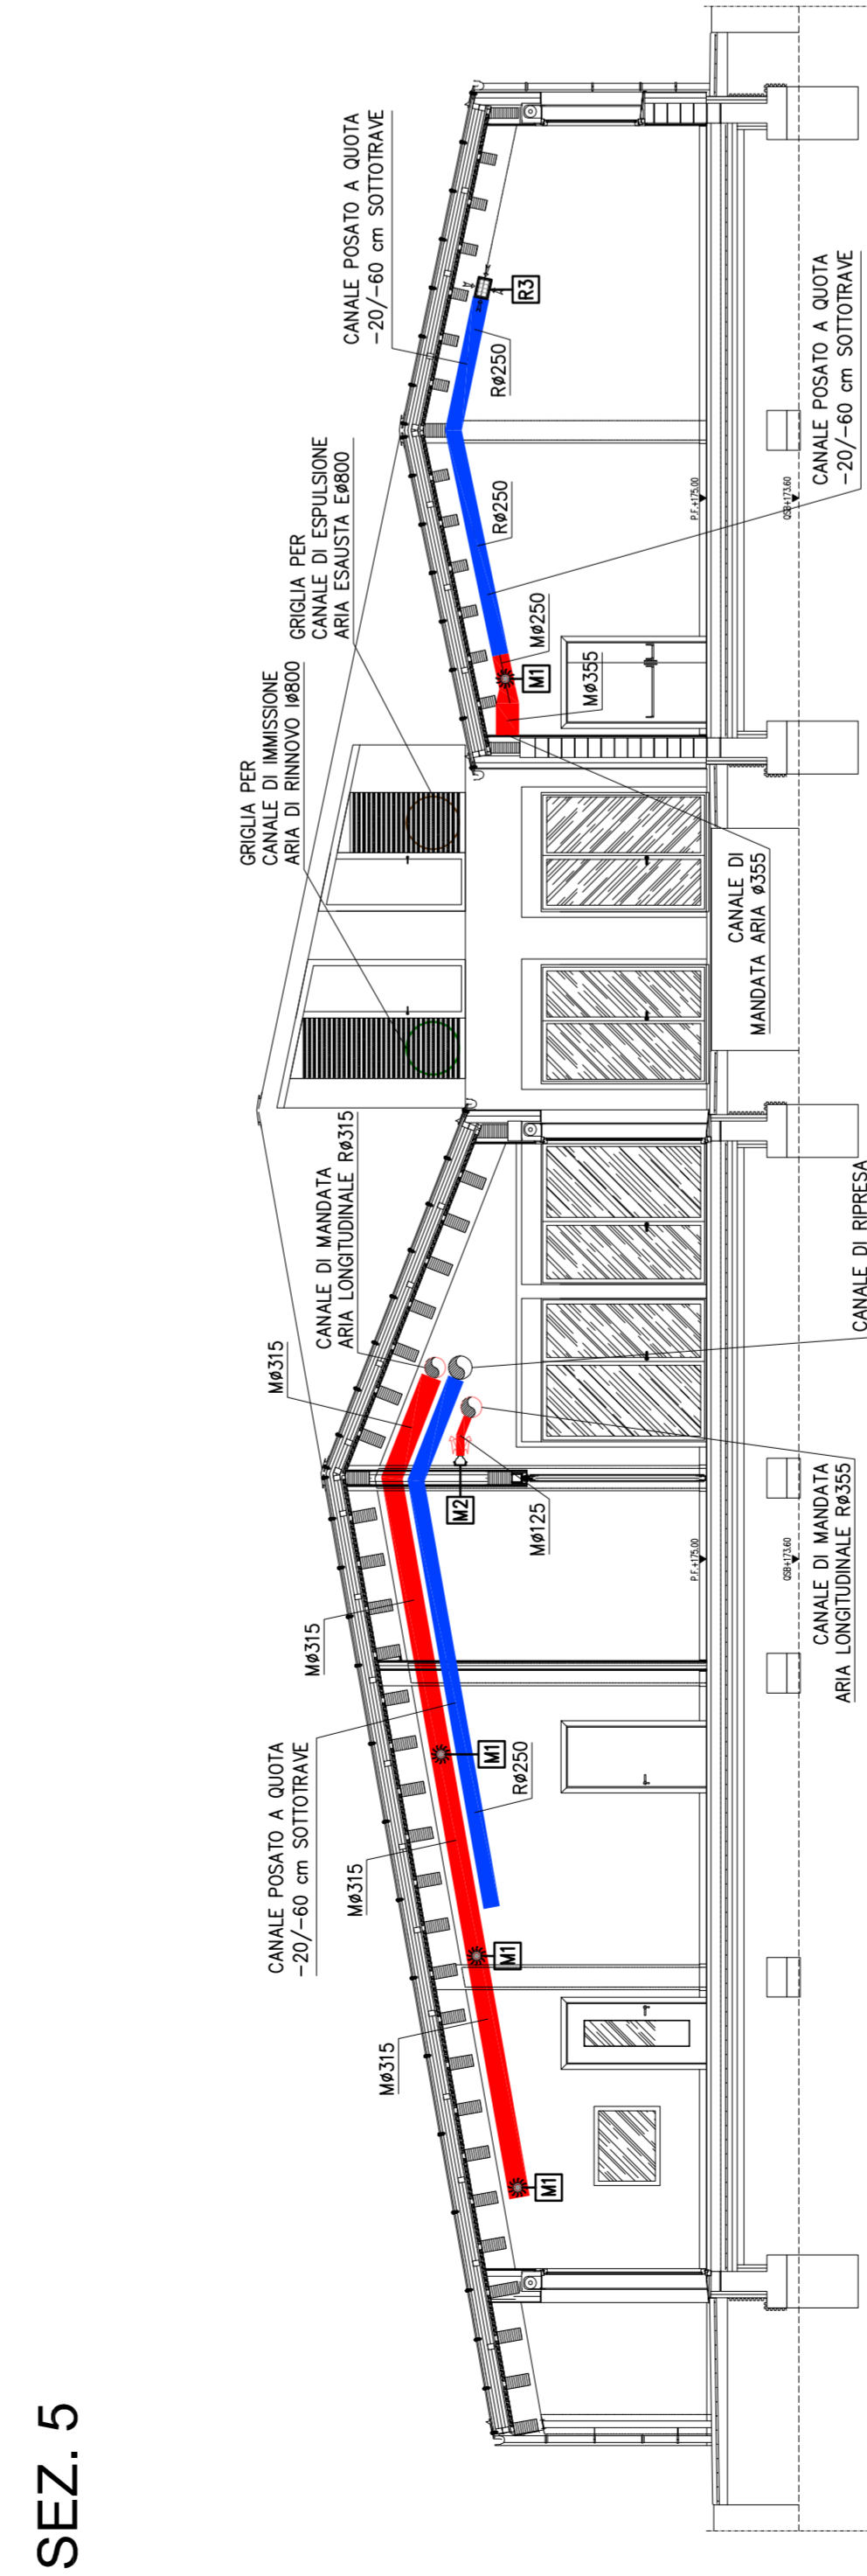 SEZ. 5
GRIGLIA PER
CANALE DI IMMISSIONE
ARIA DI RINNOVO IØ800
GRIGLIA PER
CANALE DI ESPULSIONE
ARIA ESAUSTA EØ800
CANALE POSATO A QUOTA
-20/-60 cm SOTTOTRAVE
CANALE POSATO A QUOTA
-20/-60 cm SOTTOTRAVE
MØ315
CANALE DI MANDATA
ARIA LONGITUDINALE RØ315
MØ315
MØ315
MØ315
M1
M1
M1
RØ250
M2
MØ125
MØ250
M1
MØ355
RØ250
RØ250
R3
P.F.+175.00
P.F.+175.00
QSB+173.60
QSB+173.60
CANALE DI MANDATA
ARIA LONGITUDINALE RØ355
CANALE DI RIPRESA
CANALE DI
MANDATA ARIA Ø355
CANALE POSATO A QUOTA
-20/-60 cm SOTTOTRAVE